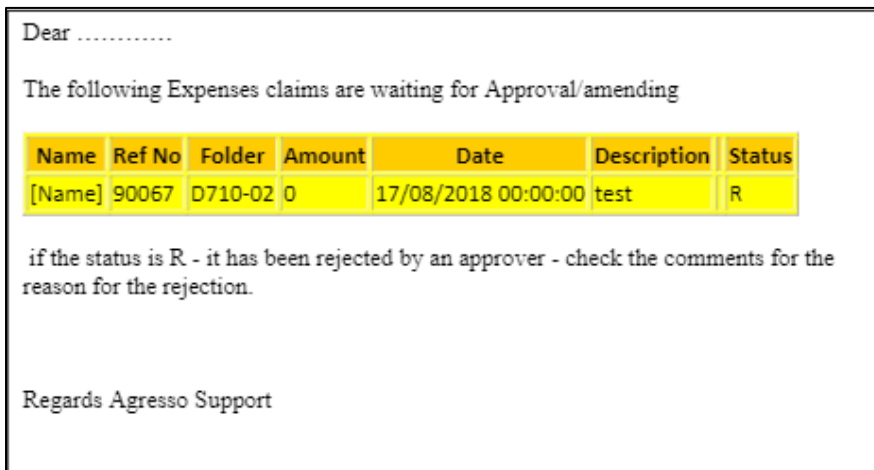 Dear …………
The following Expenses claims are waiting for Approval/amending
Name Ref No Folder Amount Date Description Status
[Name] 90067 D710-02 0 17/08/2018 00:00:00 test R
if the status is R - it has been rejected by an approver - check the comments for the
reason for the rejection.
Regards Agresso Support